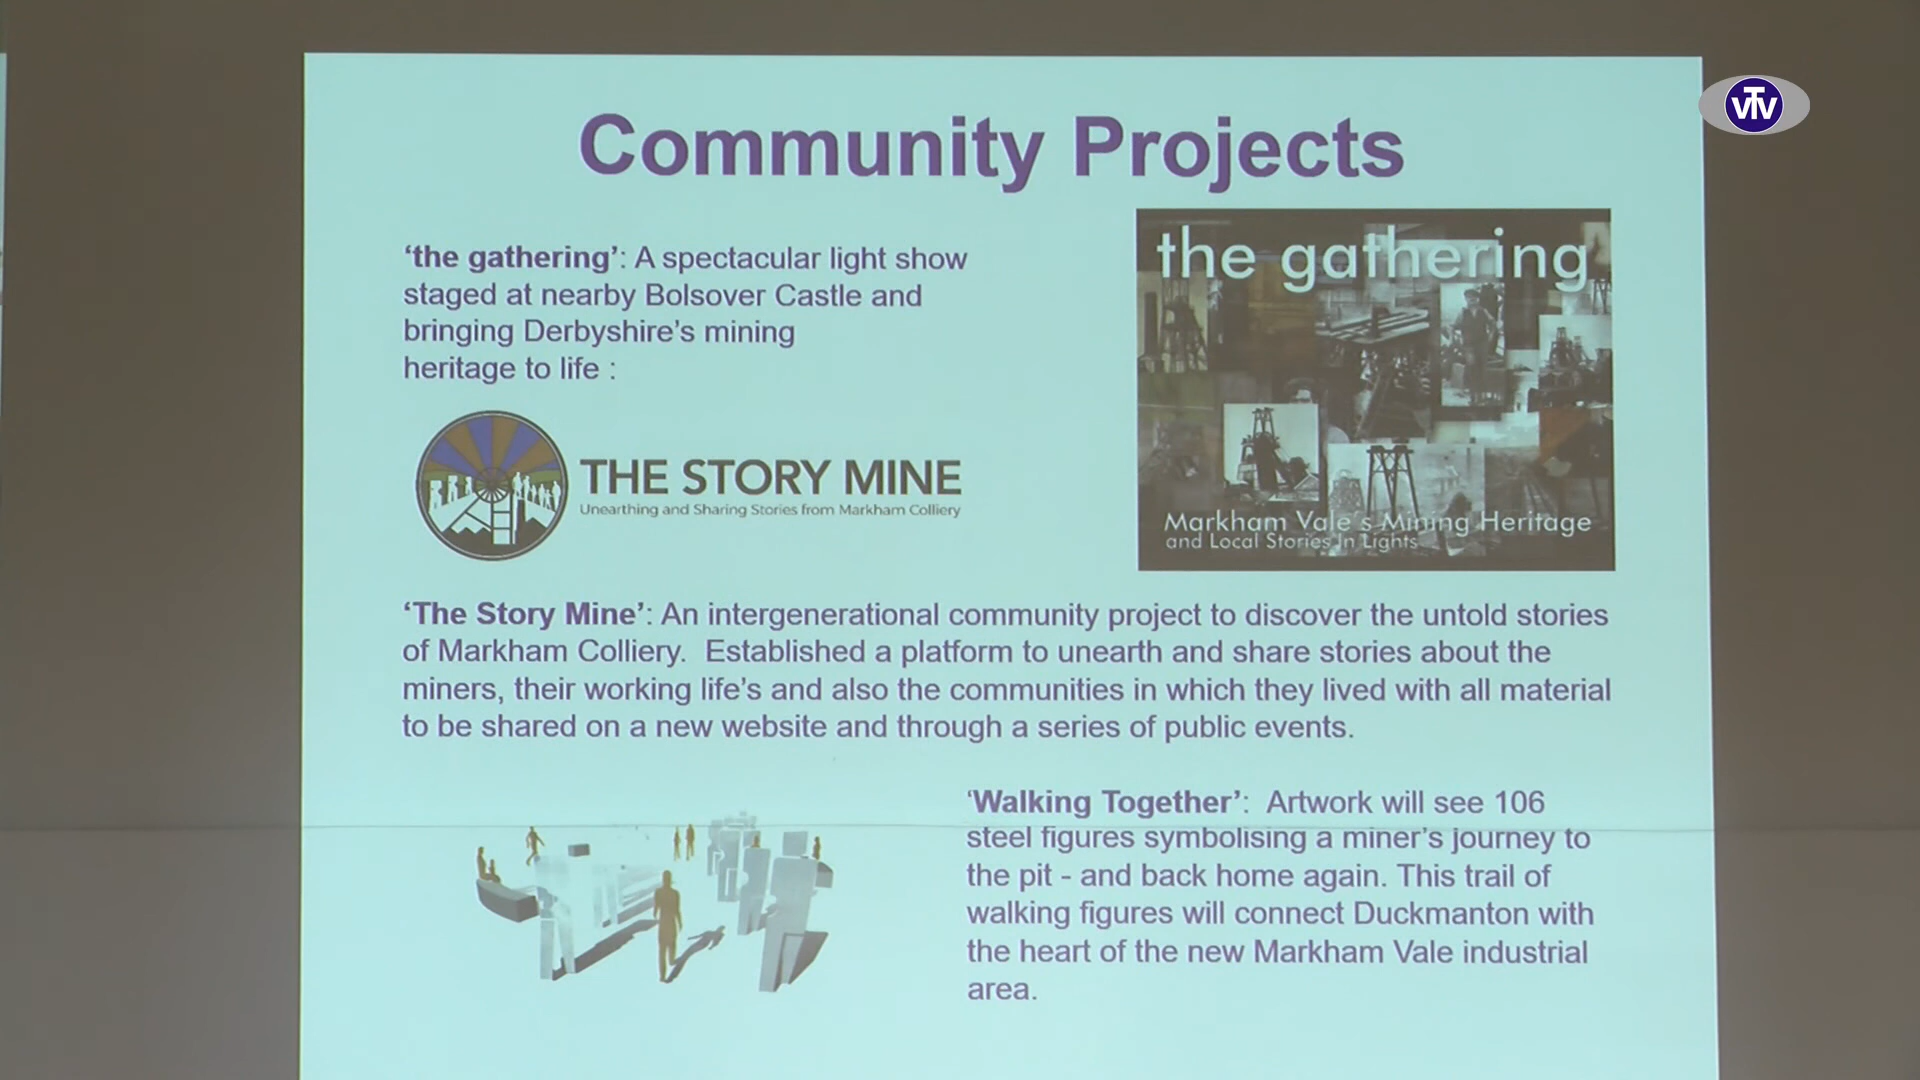 VTV
Community Projects
‘the gathering’: A spectacular light show
staged at nearby Bolsover Castle and
bringing Derbyshire’s mining
heritage to life :
the gathering
Markham Vale's Mining Heritage
and Local Stories In Lights
THE STORY MINE
Unearthing and Sharing Stories from Markham Colliery
‘The Story Mine’: An intergenerational community project to discover the untold stories
of Markham Colliery.  Established a platform to unearth and share stories about the
miners, their working life’s and also the communities in which they lived with all material
to be shared on a new website and through a series of public events.
‘Walking Together’:  Artwork will see 106
steel figures symbolising a miner’s journey to
the pit - and back home again. This trail of
walking figures will connect Duckmanton with
the heart of the new Markham Vale industrial
area.